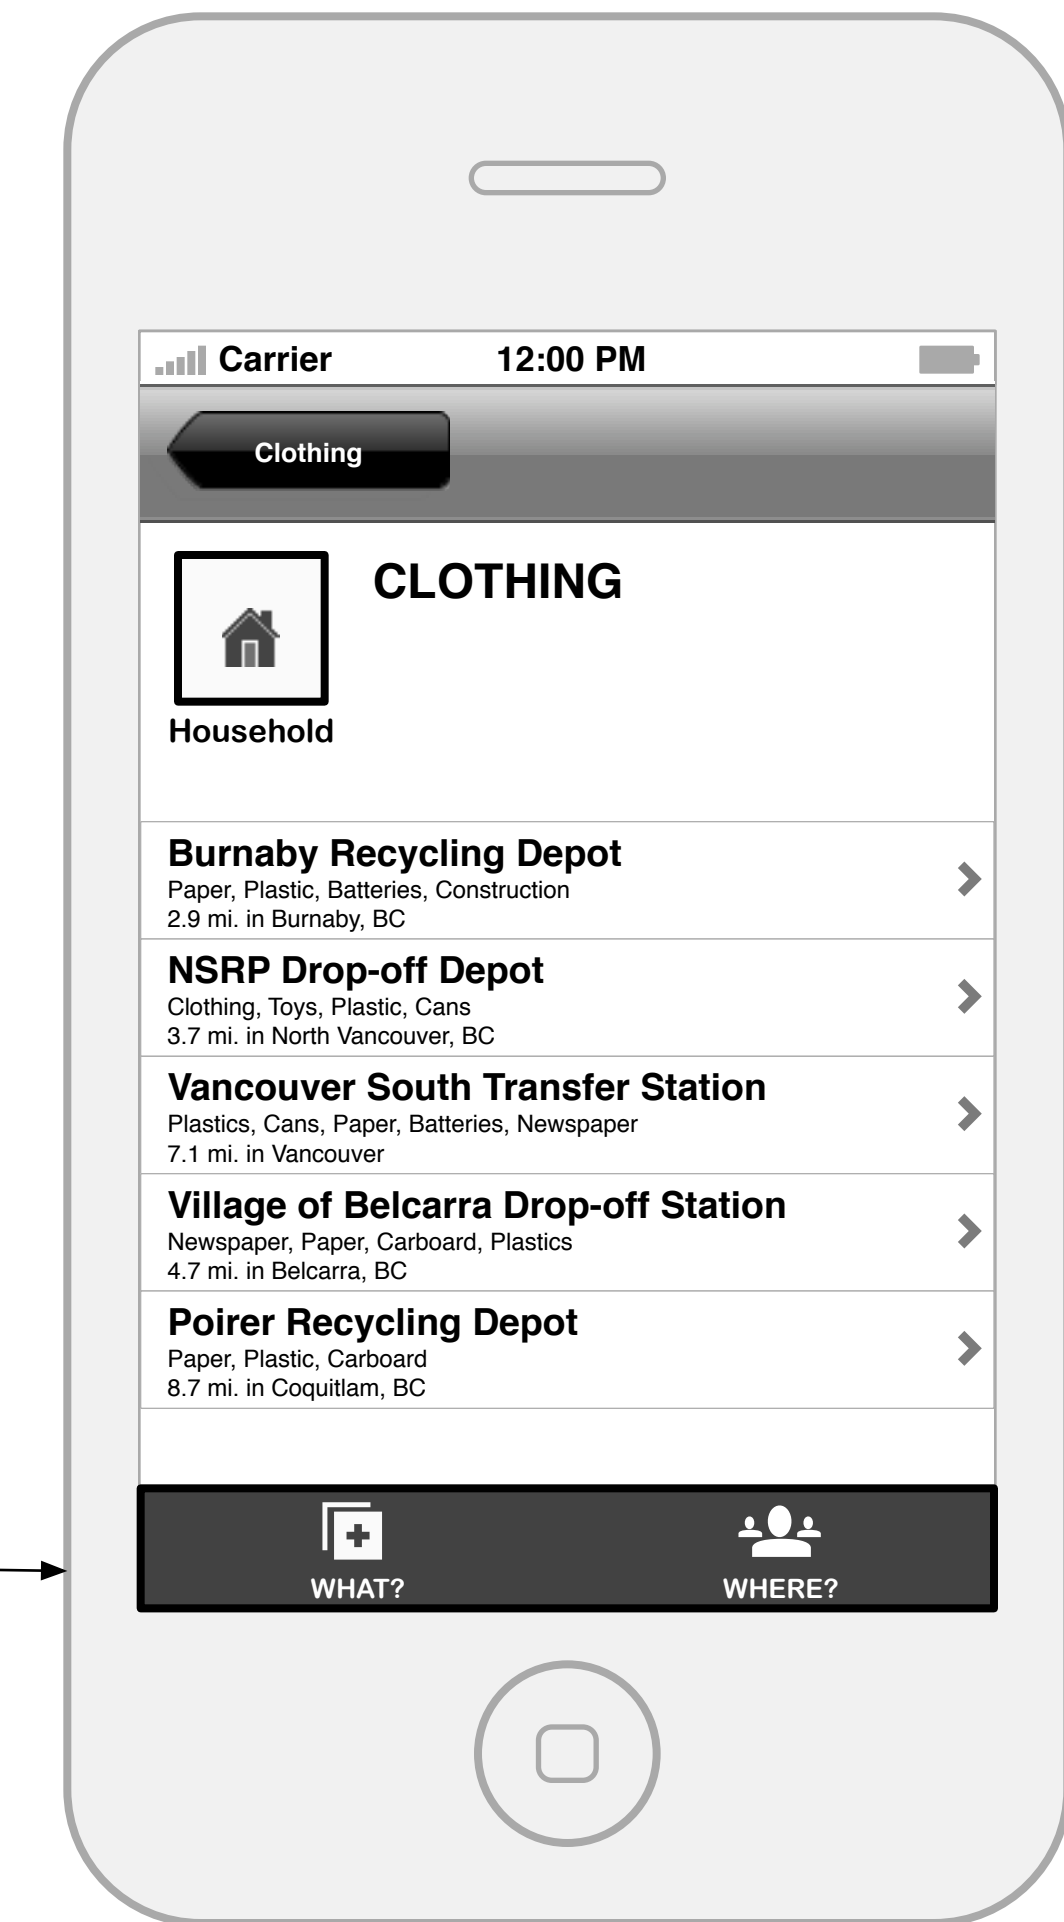 Carrier 12:00 PM
Clothing
CLOTHING
Household
Burnaby Recycling Depot
Paper, Plastic, Batteries, Construction
2.9 mi. in Burnaby, BC
NSRP Drop-off Depot
Clothing, Toys, Plastic, Cans
3.7 mi. in North Vancouver, BC
Vancouver South Transfer Station
Plastics, Cans, Paper, Batteries, Newspaper
7.1 mi. in Vancouver
Village of Belcarra Drop-off Station
Newspaper, Paper, Carboard, Plastics
4.7 mi. in Belcarra, BC
Poirer Recycling Depot
Paper, Plastic, Carboard
8.7 mi. in Coquitlam, BC
WHAT? WHERE?